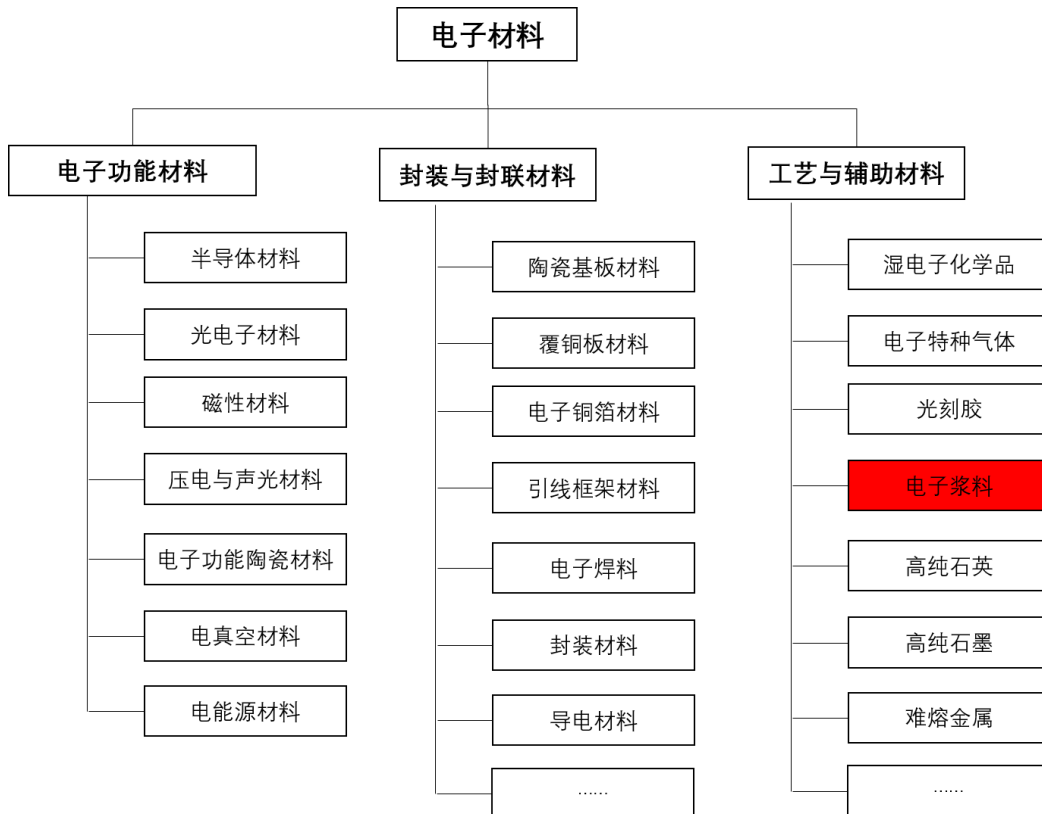 电子材料
电子功能材料
半导体材料
光电子材料
磁性材料
压电与声光材料
电子功能陶瓷材料
电真空材料
电能源材料
封装与封联材料
陶瓷基板材料
覆铜板材料
电子铜箔材料
引线框架材料
电子焊料
封装材料
导电材料
……
工艺与辅助材料
湿电子化学品
电子特种气体
光刻胶
电子浆料
高纯石英
高纯石墨
难熔金属
……